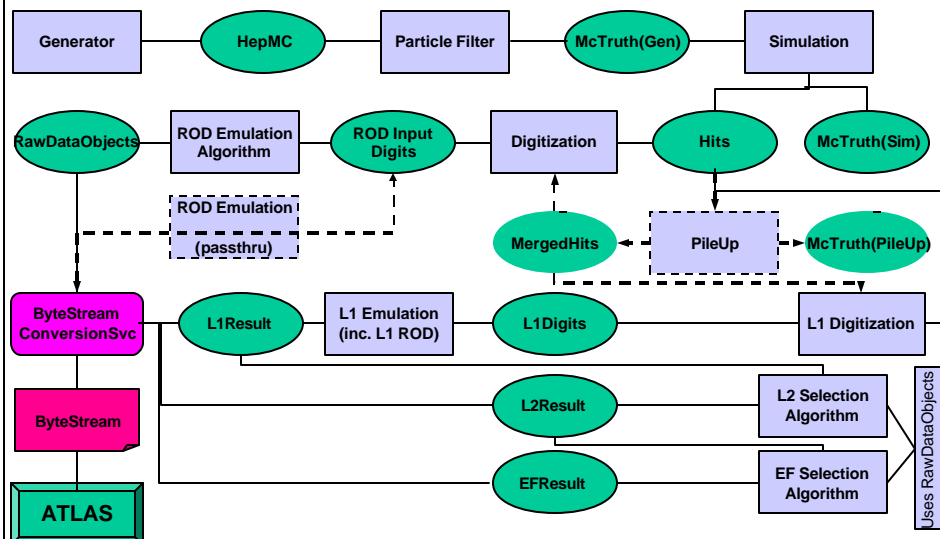 Generator
HepMC
Particle Filter
McTruth(Gen)
Simulation
RawDataObjects
ROD Emulation
Algorithm
ROD Input
Digits
Digitization
Hits
McTruth(Sim)
ROD Emulation
(passthru)
MergedHits
PileUp
McTruth(PileUp)
ByteStream
ConversionSvc
L1Result
L1 Emulation
(inc. L1 ROD)
L1Digits
L1 Digitization
ByteStream
L2Result
L2 Selection
Algorithm
Uses RawDataObjects
EFResult
EF Selection
Algorithm
ATLAS